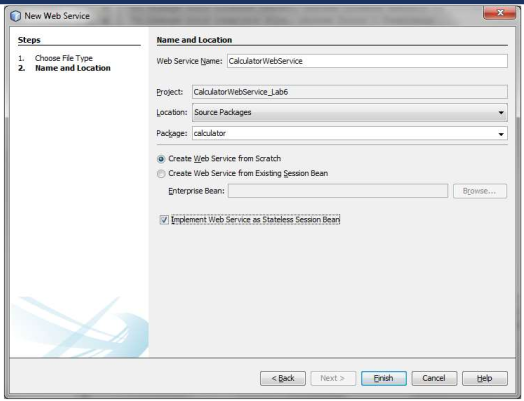 New Web Service
Steps
1. Choose File Type
2. Name and Location
Name and Location
Web Service Name: CalculatorWebService
Project: CalculatorWebService_Lab6
Location: Source Packages
Package: calculator
Create Web Service from Scratch
Create Web Service from Existing Session Bean
Enterprise Bean: Browse...
Implement Web Service as Stateless Session Bean
< Back Next > Finish Cancel Help